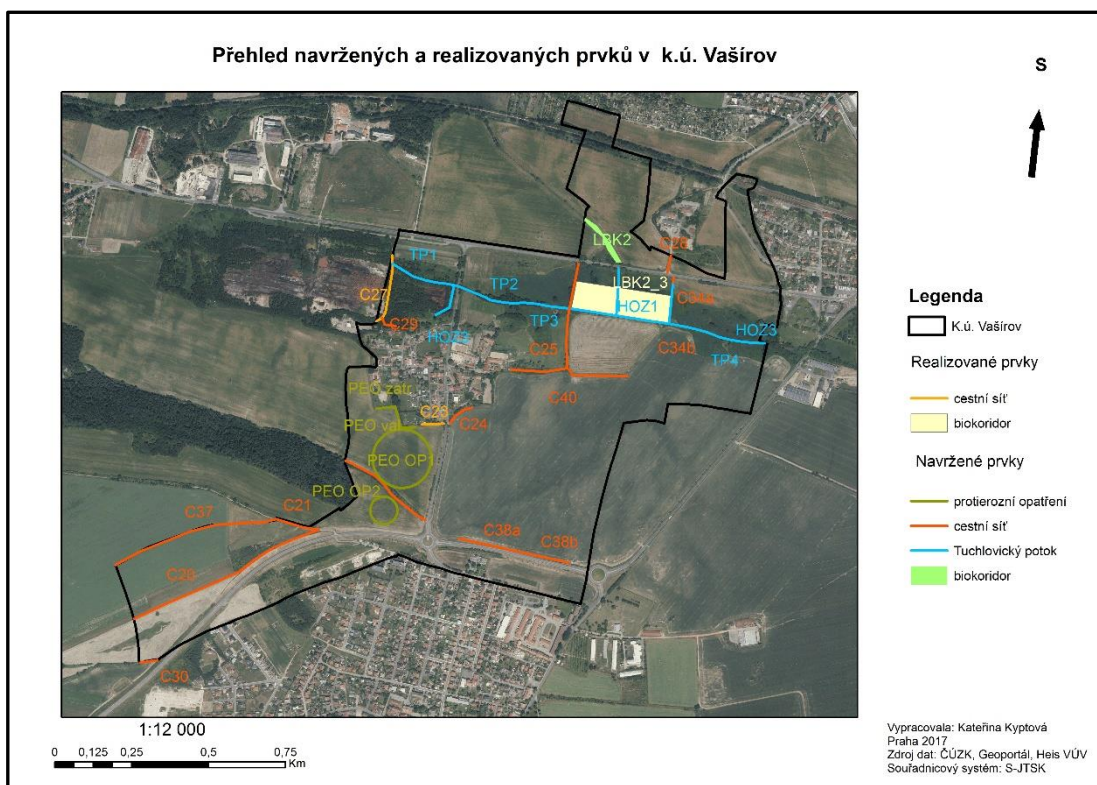 Přehled navržených a realizovaných prvků v k.ú. Vašírov
S
LBK2
C28
TP1
LBK2_3
TP2
C27
C34a
HOZ1
C29
HOZ2
TP3
HOZ3
C25
C34b
TP4
C40
PEO zatr
C26
C24
PEO val
PEO OP1
PEO OP2
C21
C37
C38a
C38b
C20
C30
Legenda
K.ú. Vašírov
Realizované prvky
cestní síť
biokoridor
Navržené prvky
protierozní opatření
cestní síť
Tuchlovický potok
biokoridor
1:12 000
0 0,125 0,25 0,5 0,75
Km
Vypracovala: Kateřina Kyptová
Praha 2017
Zdroj dat: ČÚZK, Geoportál, Heis VÚV
Souřadnicový systém: S-JTSK